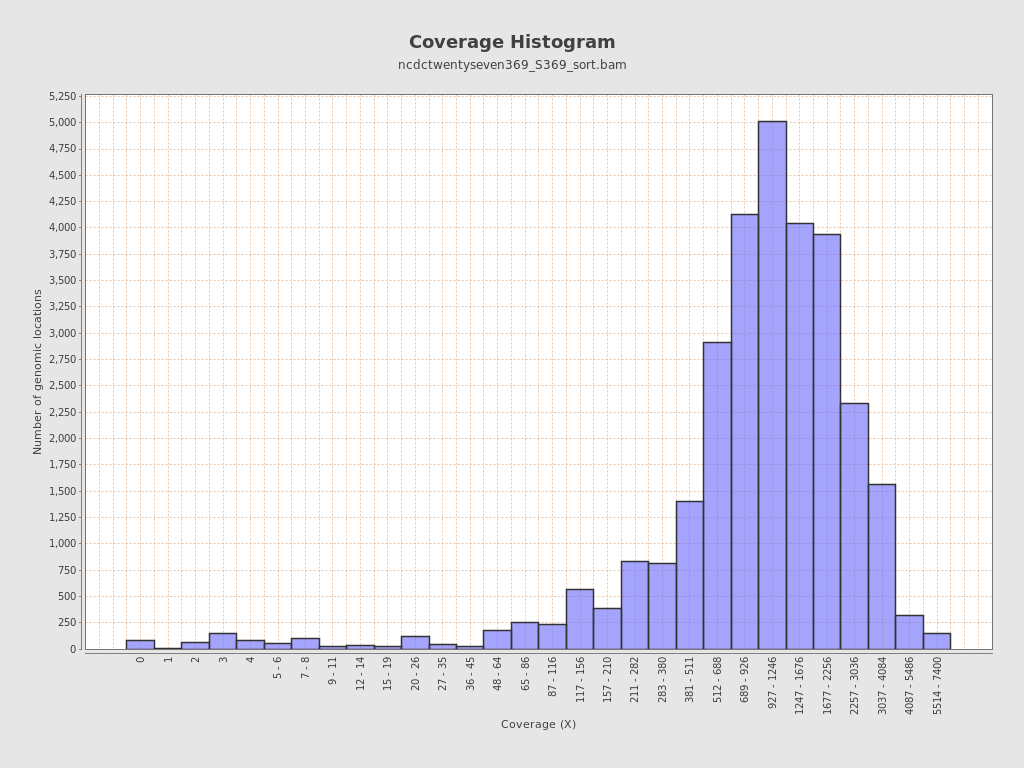 Coverage Histogram
ncdctwentyseven369_S369_sort.bam
Number of genomic locations
5,250
5,000
4,750
4,500
4,250
4,000
3,750
3,500
3,250
3,000
2,750
2,500
2,250
2,000
1,750
1,500
1,250
1,000
750
500
250
0
0
1
2
3
4
5 - 6
7 - 8
9 - 11
12 - 14
15 - 19
20 - 26
27 - 35
36 - 45
48 - 64
65 - 86
87 - 116
117 - 156
157 - 210
211 - 282
283 - 380
381 - 511
512 - 688
689 - 926
927 - 1246
1247 - 1676
1677 - 2256
2257 - 3036
3037 - 4084
4087 - 5486
5514 - 7400
Coverage (X)